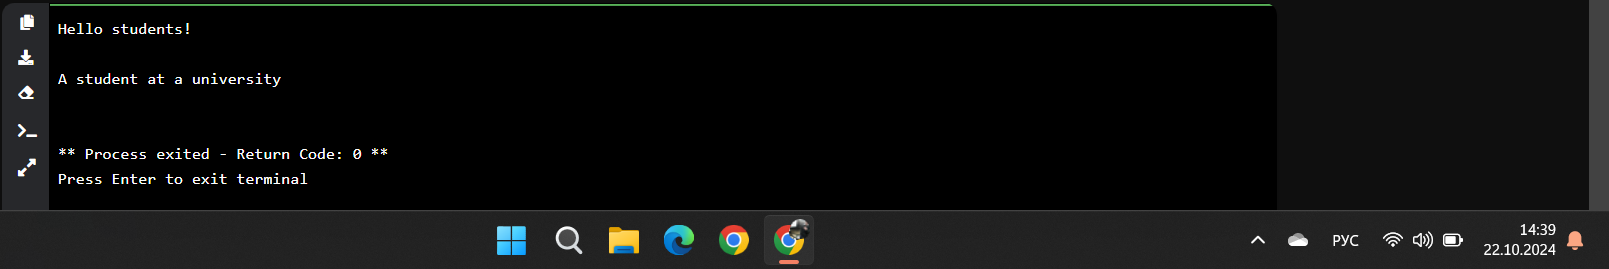 Hello students!
A student at a university
** Process exited - Return Code: 0 **
Press Enter to exit terminal
РУС
14:39
22.10.2024